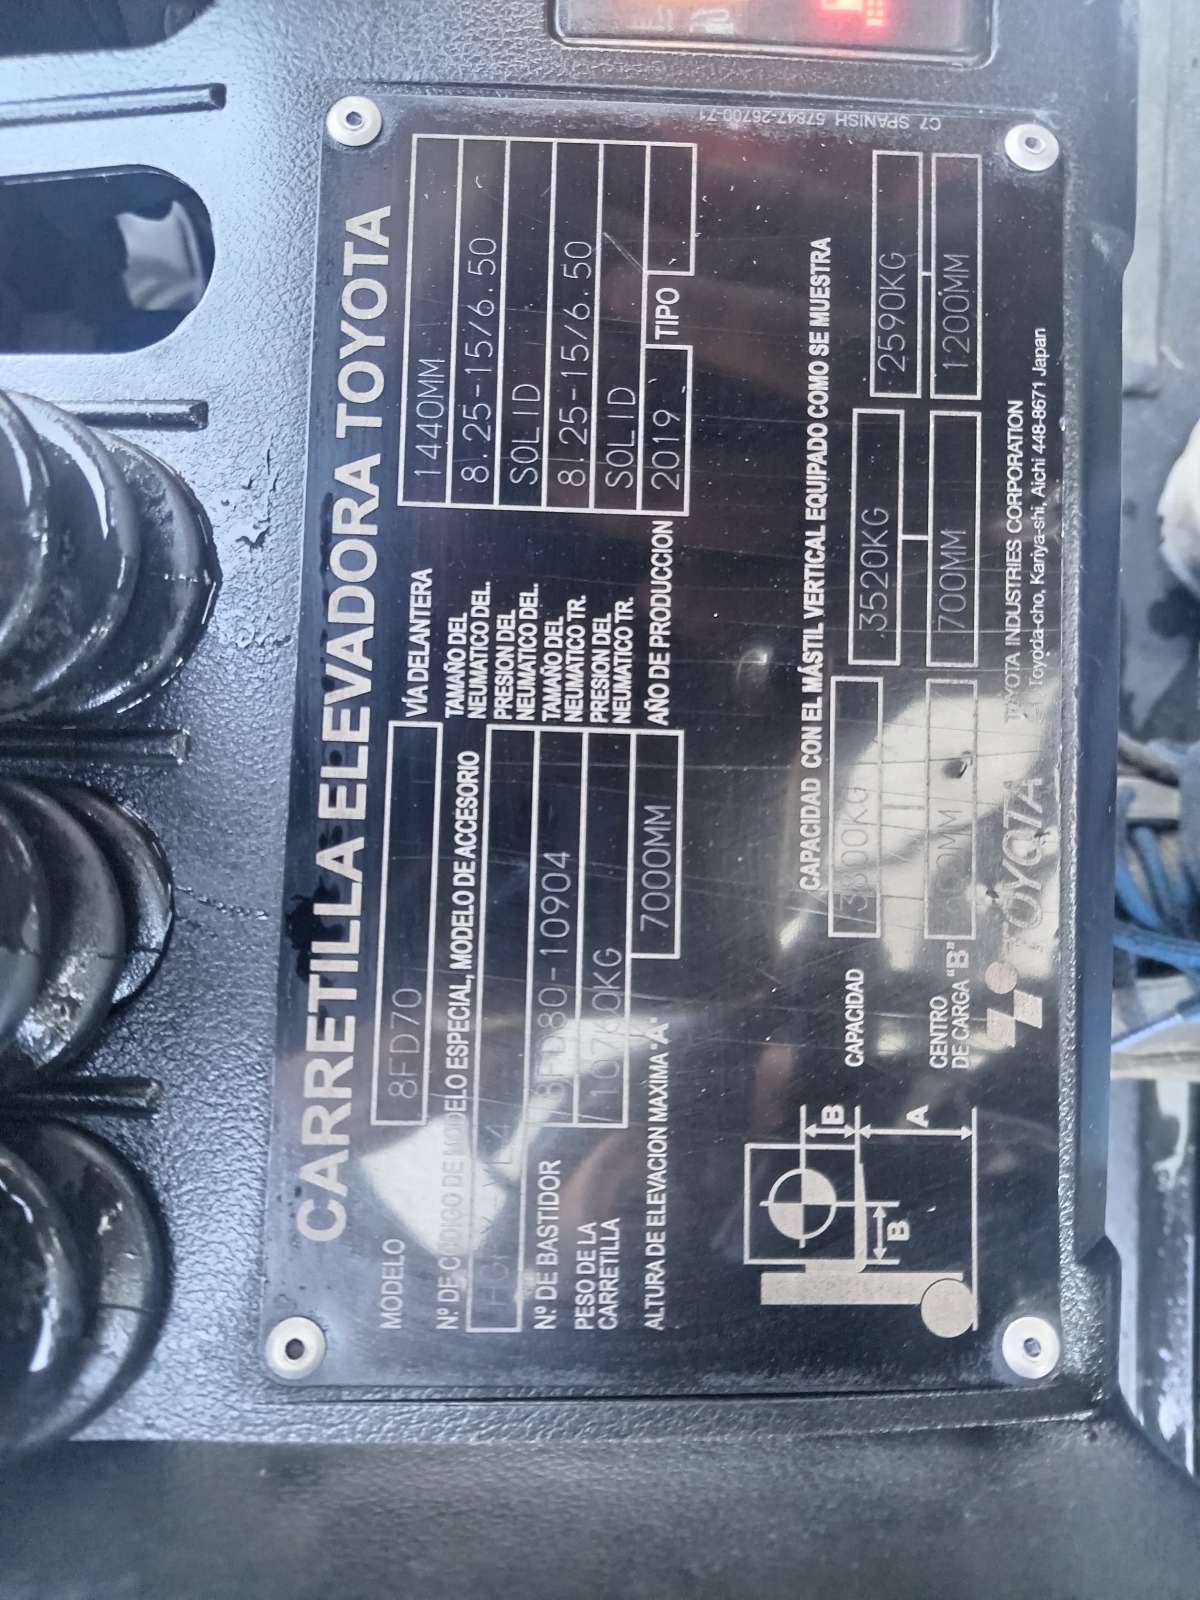 CARRETILLA ELEVADORA TOYOTA
MODELO 8FD70
Nº DE CODIGO DE MODELO ESPECIAL, MODELO DE ACCESORIO
Nº DE BASTIDOR
PESO DE LA
CARRETILLA
ALTURA DE ELEVACION MAXIMA "A" 7000MM
VÍA DELANTERA 1440MM
TAMAÑO DEL
NEUMATICO DEL. 8.25-15/6.50
PRESION DEL
NEUMATICO DEL. SOLID
TAMAÑO DEL
NEUMATICO TR. 8.25-15/6.50
PRESION DEL
NEUMATICO TR. SOLID
AÑO DE PRODUCCION 2019 TIPO
B
B
A
CAPACIDAD CON EL MÁSTIL VERTICAL EQUIPADO COMO SE MUESTRA
CAPACIDAD 3520KG 2590KG
CENTRO
DE CARGA "B" 700MM 1200MM
TOYOTA
TOYOTA INDUSTRIES CORPORATION
Toyoda-cho, Kariya-shi, Aichi 448-8671 Japan
C7 SPANISH 57847-26700-71